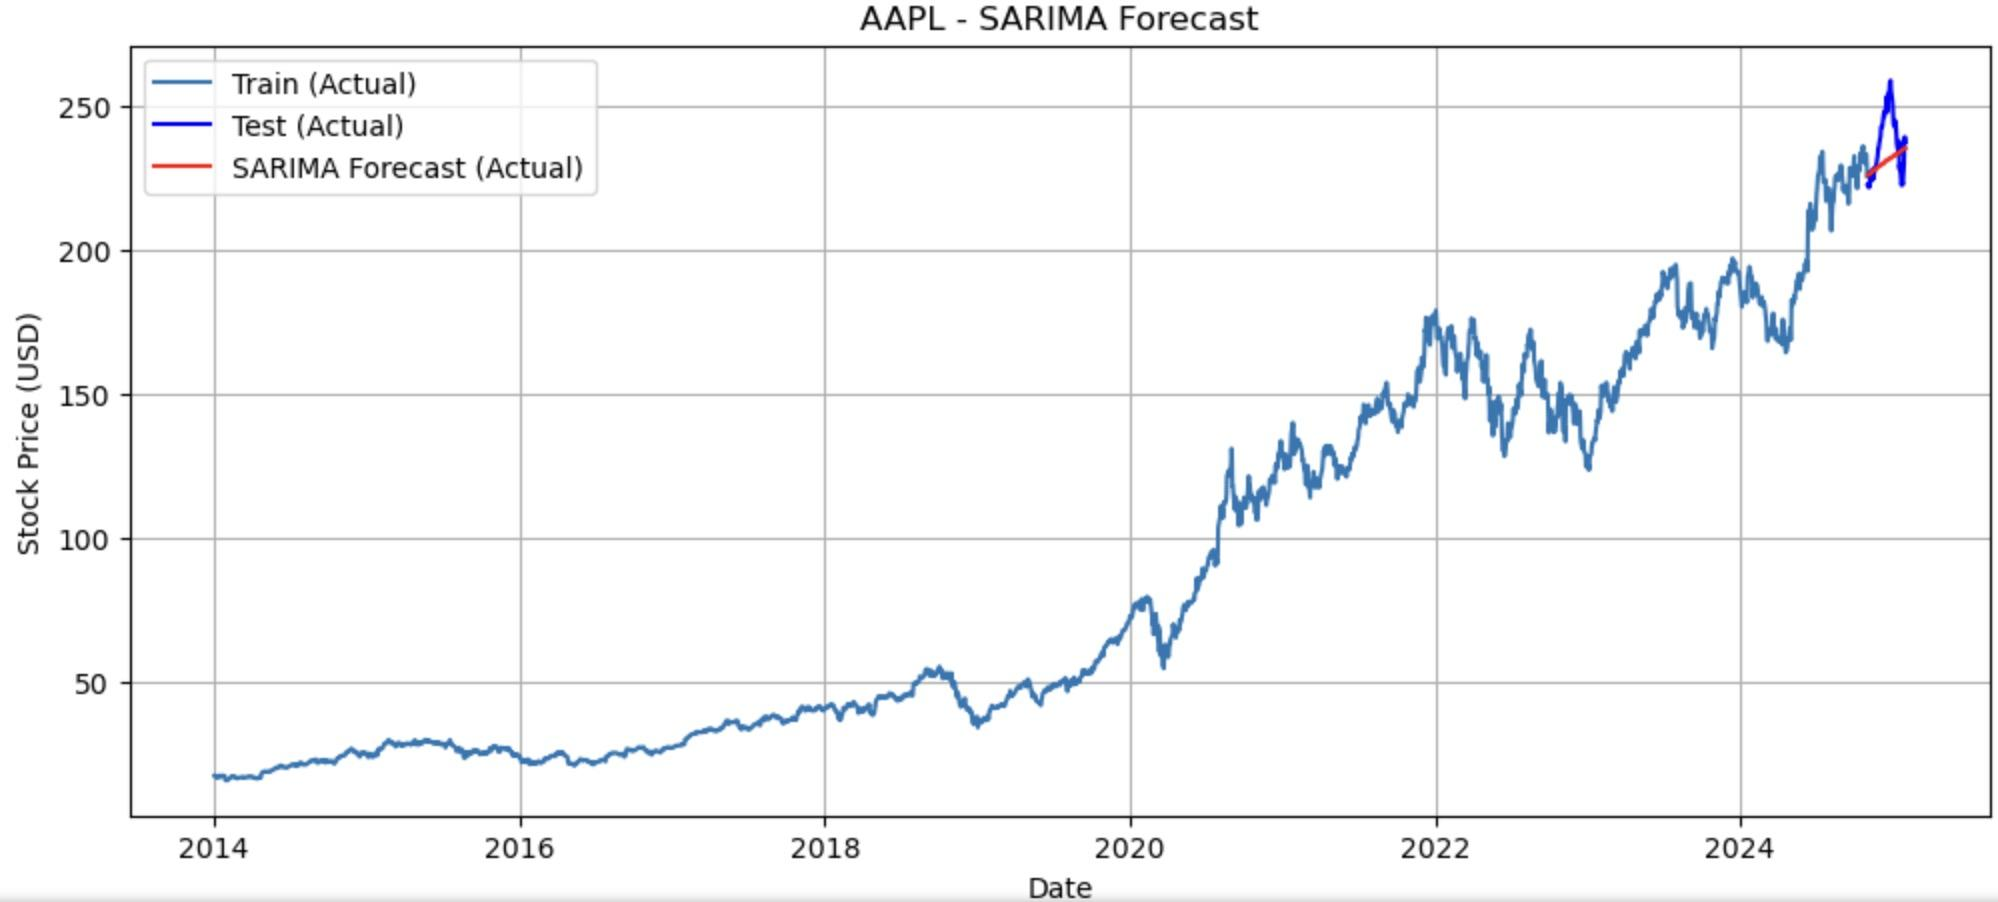 AAPL - SARIMA Forecast
Train (Actual)
Test (Actual)
SARIMA Forecast (Actual)
250
200
150
100
50
Stock Price (USD)
2014 2016 2018 2020 2022 2024
Date